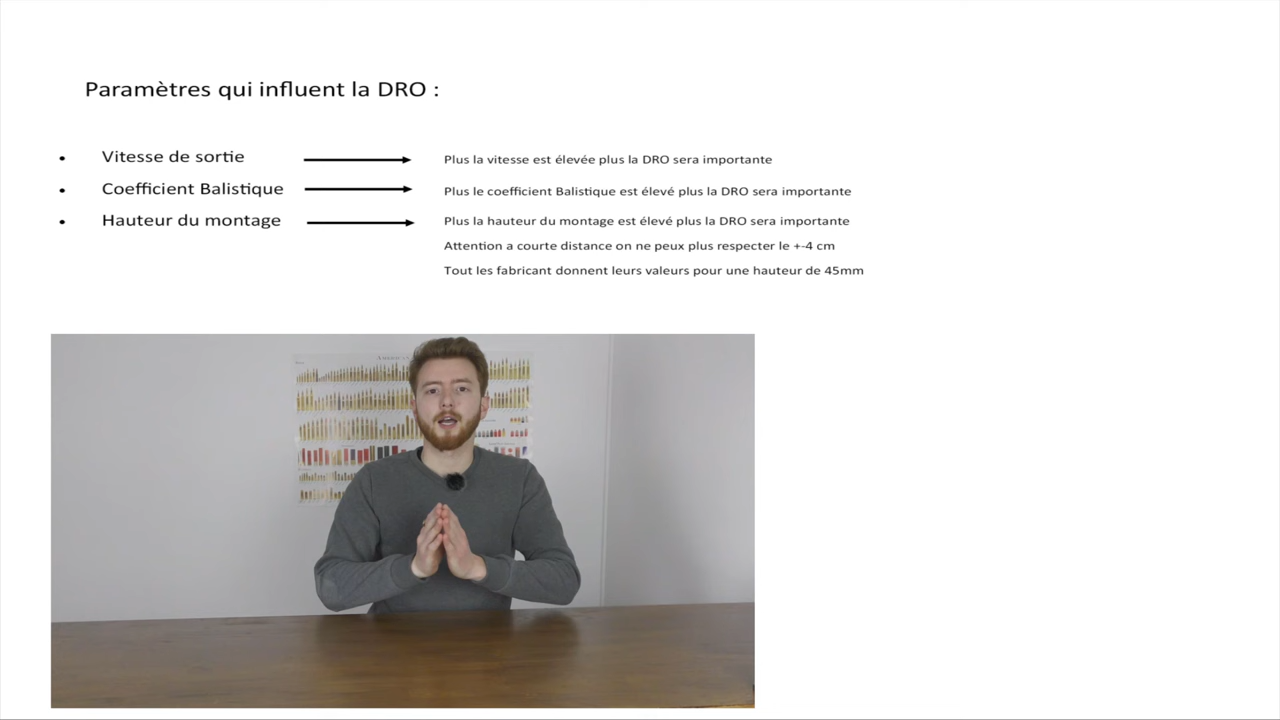 Paramètres qui influent la DRO :
• Vitesse de sortie Plus la vitesse est élevée plus la DRO sera importante
• Coefficient Balistique Plus le coefficient Balistique est élevé plus la DRO sera importante
• Hauteur du montage Plus la hauteur du montage est élevé plus la DRO sera importante
Attention a courte distance on ne peux plus respecter le +-4 cm
Tout les fabricant donnent leurs valeurs pour une hauteur de 45mm